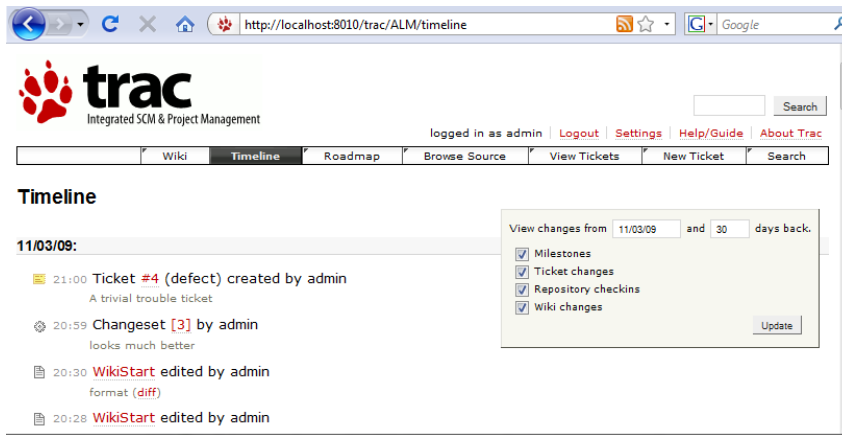 http://localhost:8010/trac/ALM/timeline
G Google
trac
Integrated SCM & Project Management
Search
logged in as admin Logout Settings Help/Guide About Trac
Wiki Timeline Roadmap Browse Source View Tickets New Ticket Search
Timeline
View changes from 11/03/09 and 30 days back.
Milestones
Ticket changes
Repository checkins
Wiki changes
Update
11/03/09:
21:00 Ticket #4 (defect) created by admin
A trivial trouble ticket
20:59 Changeset [3] by admin
looks much better
20:30 WikiStart edited by admin
format (diff)
20:28 WikiStart edited by admin